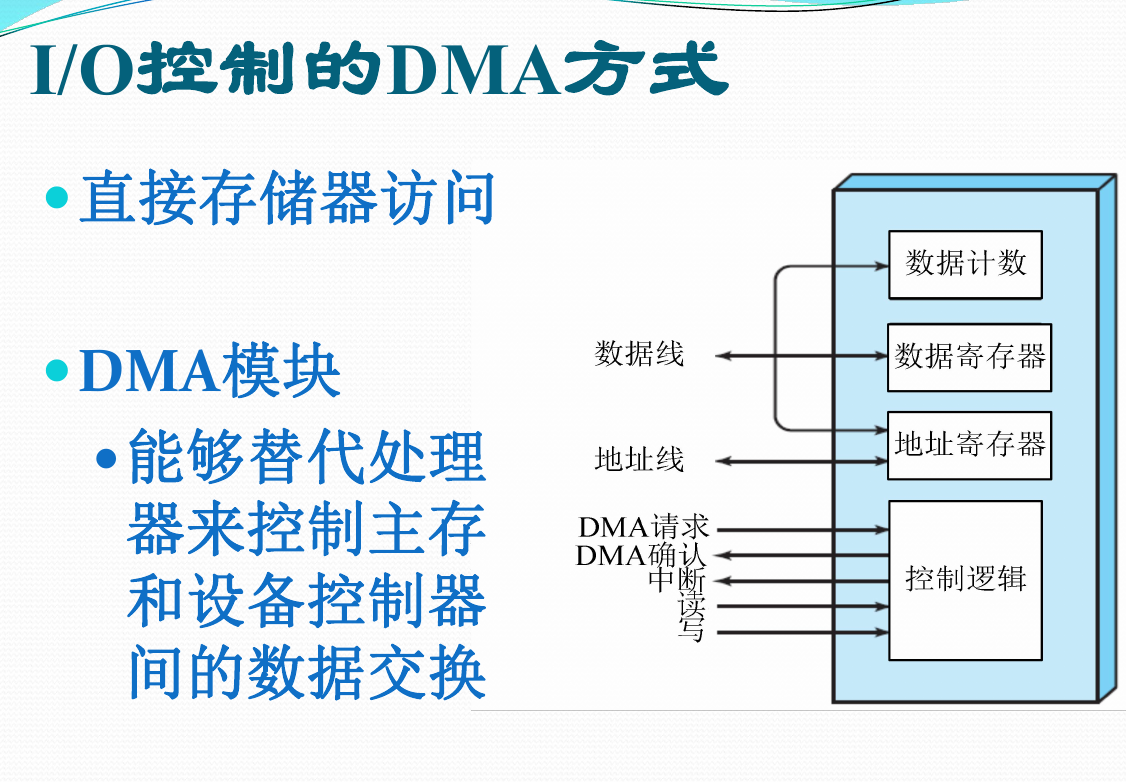 I/O控制的DMA方式
直接存储器访问
DMA模块
能够替代处理
器来控制主存
和设备控制器
间的数据交换
数据计数
数据线
数据寄存器
地址寄存器
地址线
DMA请求
DMA确认
中断
读
写
控制逻辑